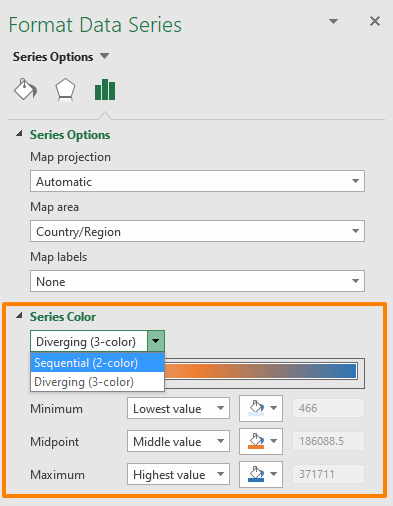 Format Data Series
Series Options
Series Options
Map projection
Automatic
Map area
Country/Region
Map labels
None
Series Color
Diverging (3-color)
Sequential (2-color)
Diverging (3-color)
Minimum Lowest value 466
Midpoint Middle value 186088.5
Maximum Highest value 371711